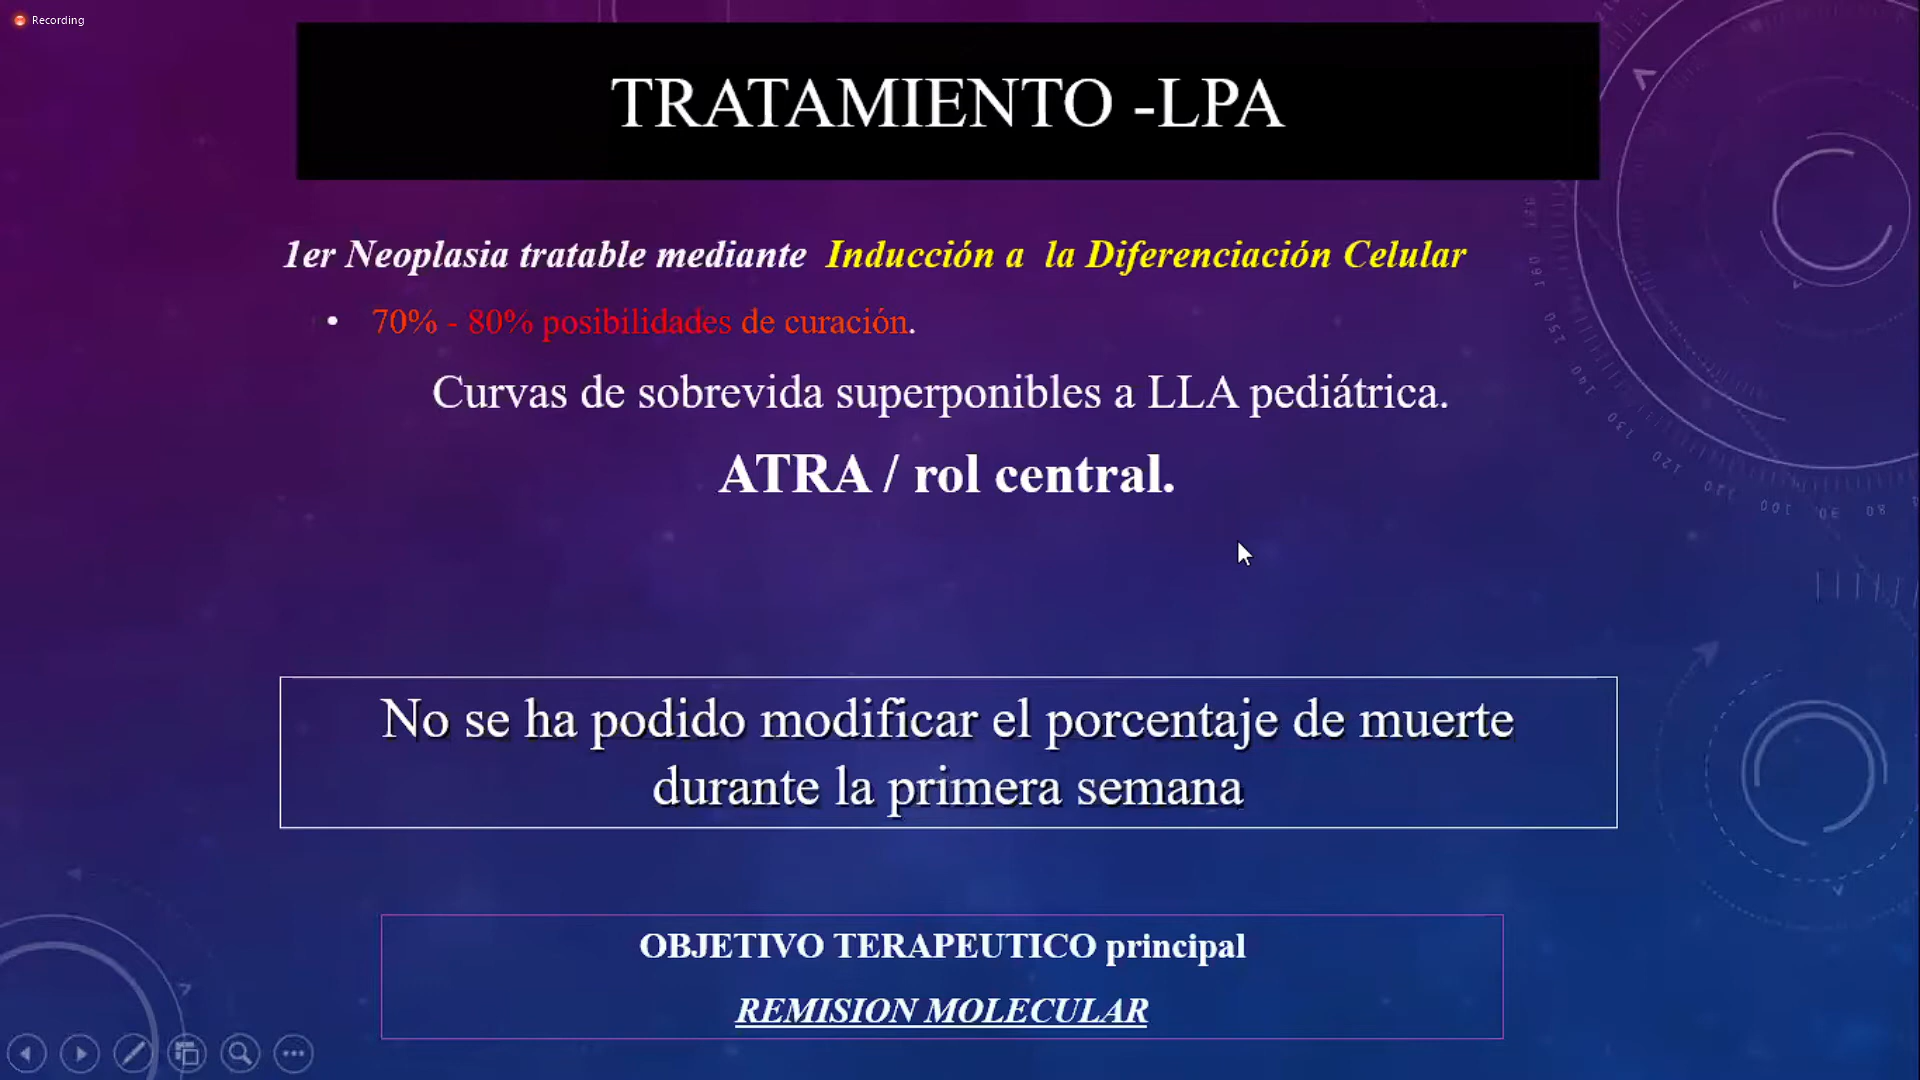 Recording
TRATAMIENTO -LPA
1er Neoplasia tratable mediante Inducción a la Diferenciación Celular
• 70% - 80% posibilidades de curación.
Curvas de sobrevida superponibles a LLA pediátrica.
ATRA / rol central.
No se ha podido modificar el porcentaje de muerte
durante la primera semana
OBJETIVO TERAPEUTICO principal
REMISION MOLECULAR